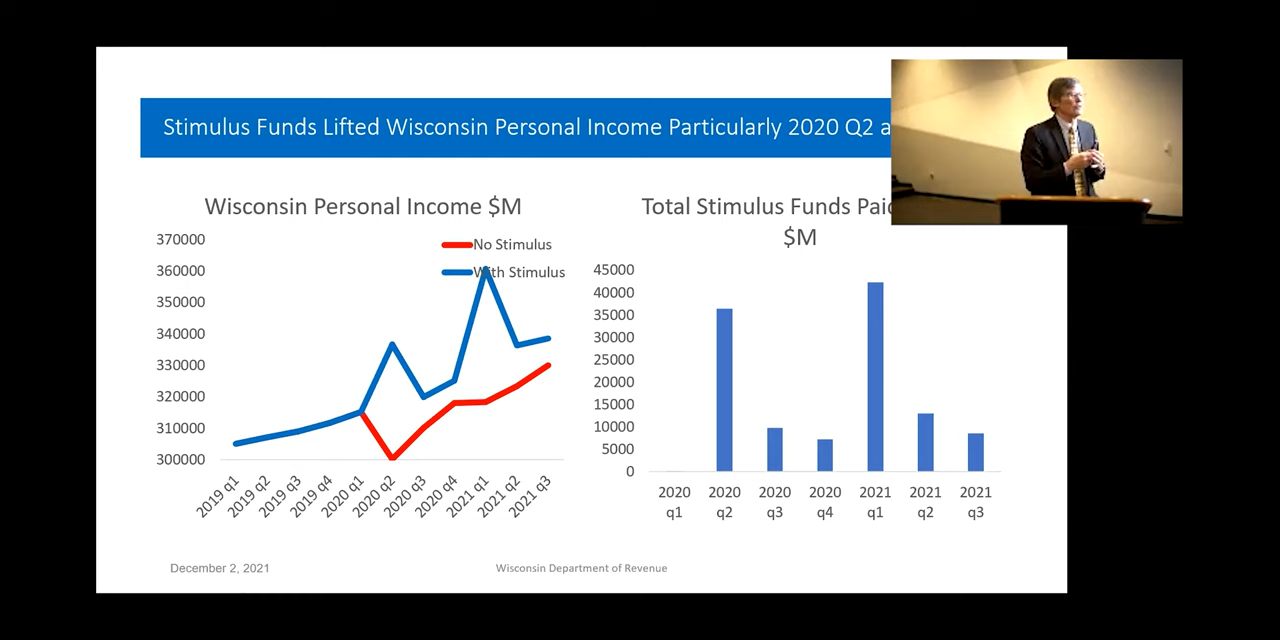 Stimulus Funds Lifted Wisconsin Personal Income Particularly 2020 Q2
Wisconsin Personal Income $M
370000
360000
350000
340000
330000
320000
310000
300000
No Stimulus
With Stimulus
2019 q1
2019 q2
2019 q3
2019 q4
2020 q1
2020 q2
2020 q3
2020 q4
2021 q1
2021 q2
2021 q3
Total Stimulus Funds
$M
45000
40000
35000
30000
25000
20000
15000
10000
5000
0
2020 2020 2020 2020 2021 2021 2021
q1 q2 q3 q4 q1 q2 q3
December 2, 2021
Wisconsin Department of Revenue